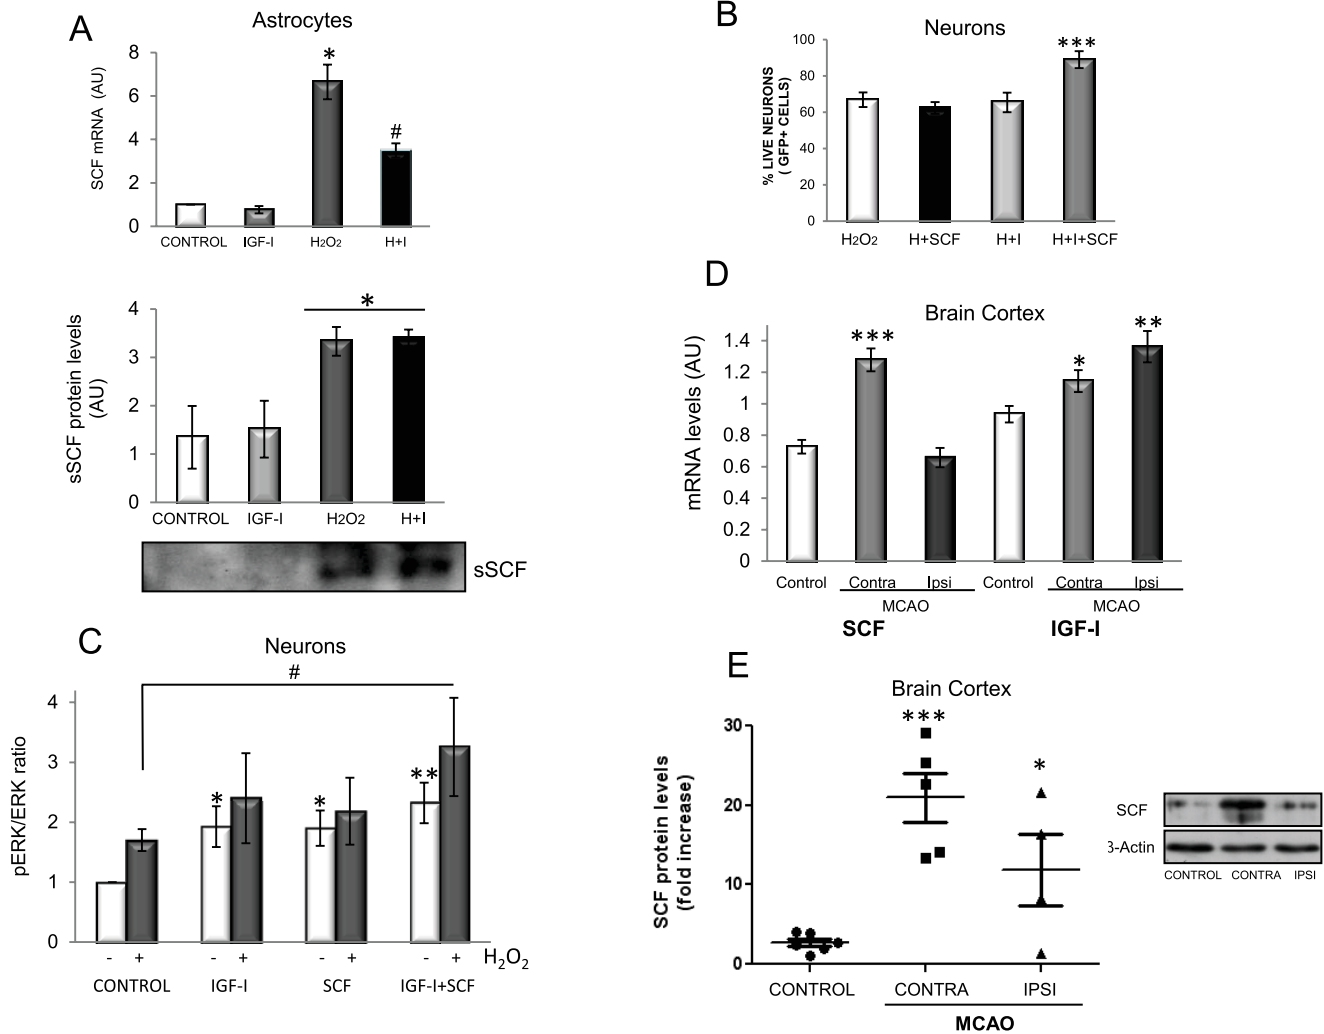 A
Astrocytes
SCF mRNA (AU)
8
6
4
2
0
*
#
CONTROL IGF-I H2O2 H+I
sSCF protein levels
(AU)
4
3
2
1
0
*
CONTROL IGF-I H2O2 H+I
sSCF
B
Neurons
% LIVE NEURONS
( GFP+ CELLS)
100
80
60
40
20
0
***
H2O2 H+SCF H+I H+I+SCF
C
Neurons
#
pERK/ERK ratio
4
3
2
1
0
* * **
- + - + - + - + H2O2
CONTROL IGF-I SCF IGF-I+SCF
D
Brain Cortex
mRNA levels (AU)
1.4
1.2
1
0.8
0.6
0.4
0.2
0
*** * **
Control Contra Ipsi Control Contra Ipsi
MCAO MCAO
SCF IGF-I
E
Brain Cortex
SCF protein levels
(fold increase)
30
20
10
0
*** *
CONTROL CONTRA IPSI
MCAO
SCF
3-Actin
CONTROL CONTRA IPSI